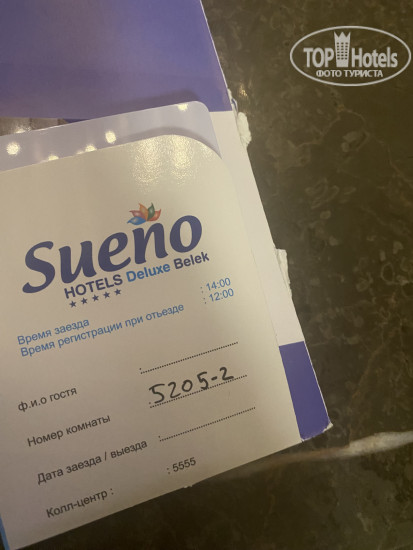 TOP Hotels
ФОТО ТУРИСТА
Sueño
HOTELS Deluxe Belek
★★★★★
Время заезда : 14:00
Время регистрации при отъезде : 12:00
ф.и.о гостя
Номер комнаты : 5205-2
Дата заезда / выезда :
Колл-центр : : 5555